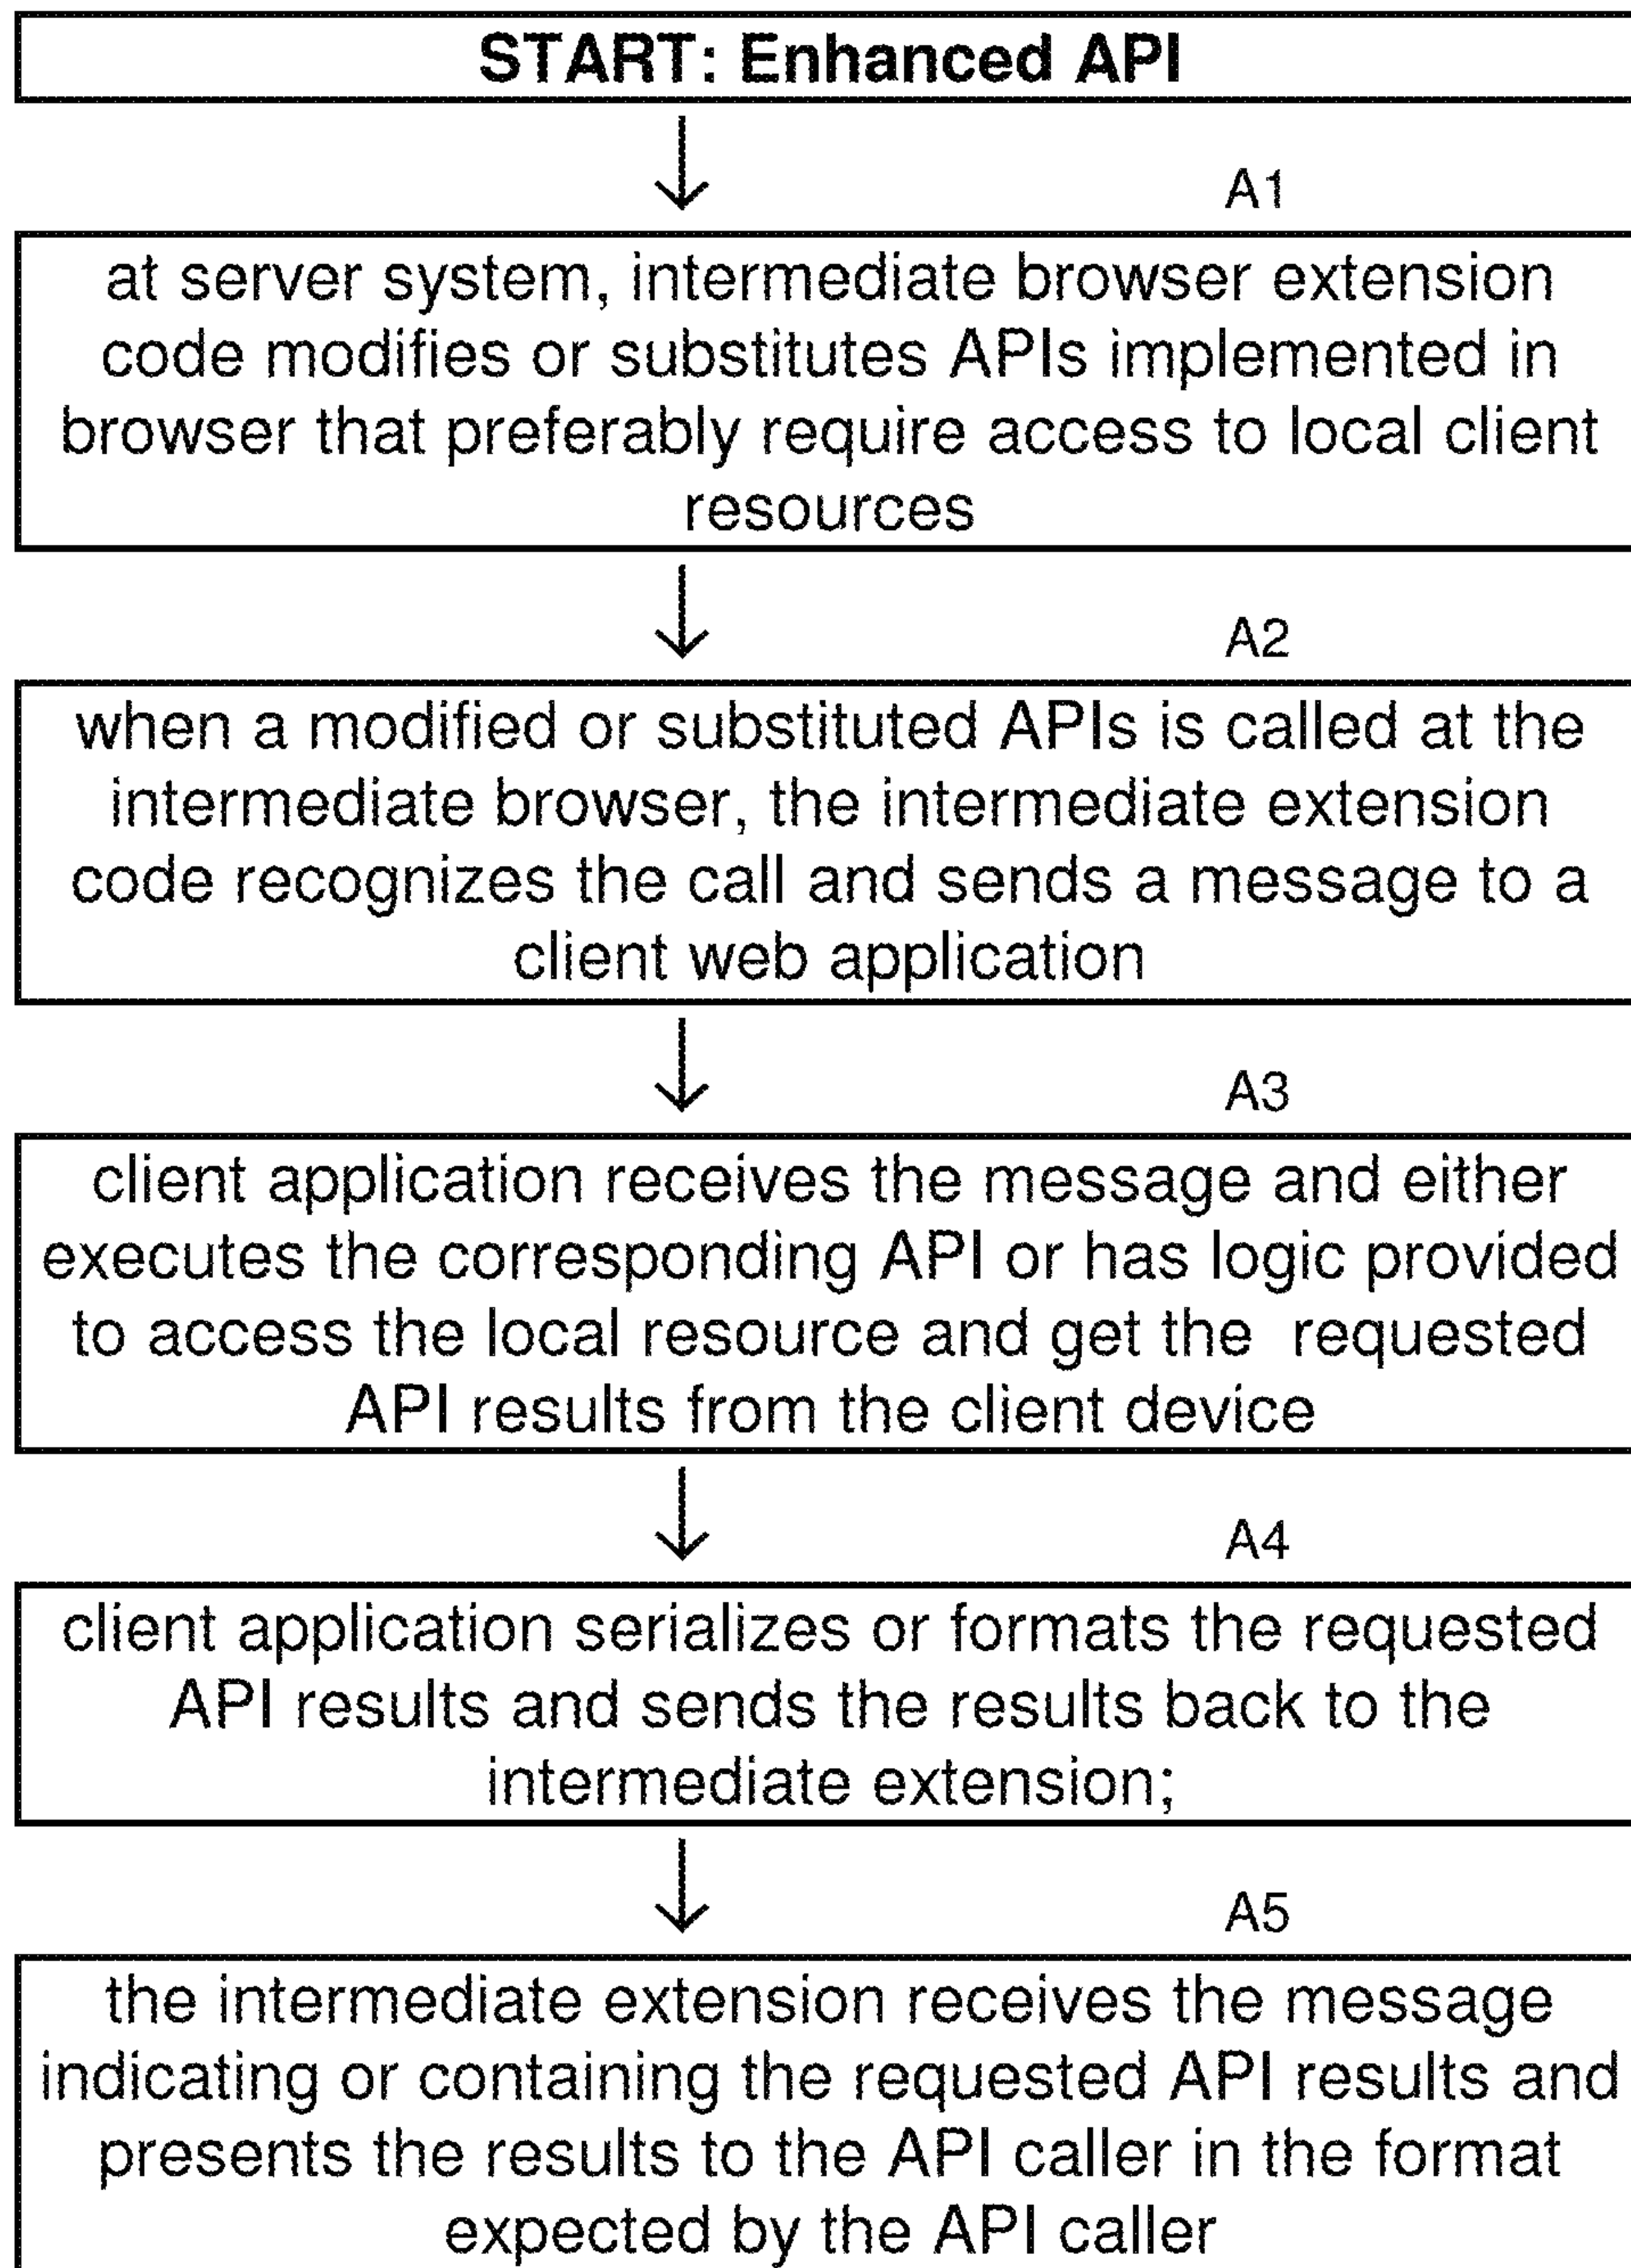 START: Enhanced API
A1
at server system, intermediate browser extension
code modifies or substitutes APIs implemented in
browser that preferably require access to local client
resources
A2
when a modified or substituted APIs is called at the
intermediate browser, the intermediate extension
code recognizes the call and sends a message to a
client web application
A3
client application receives the message and either
executes the corresponding API or has logic provided
to access the local resource and get the requested
API results from the client device
A4
client application serializes or formats the requested
API results and sends the results back to the
intermediate extension;
A5
the intermediate extension receives the message
indicating or containing the requested API results and
presents the results to the API caller in the format
expected by the API caller